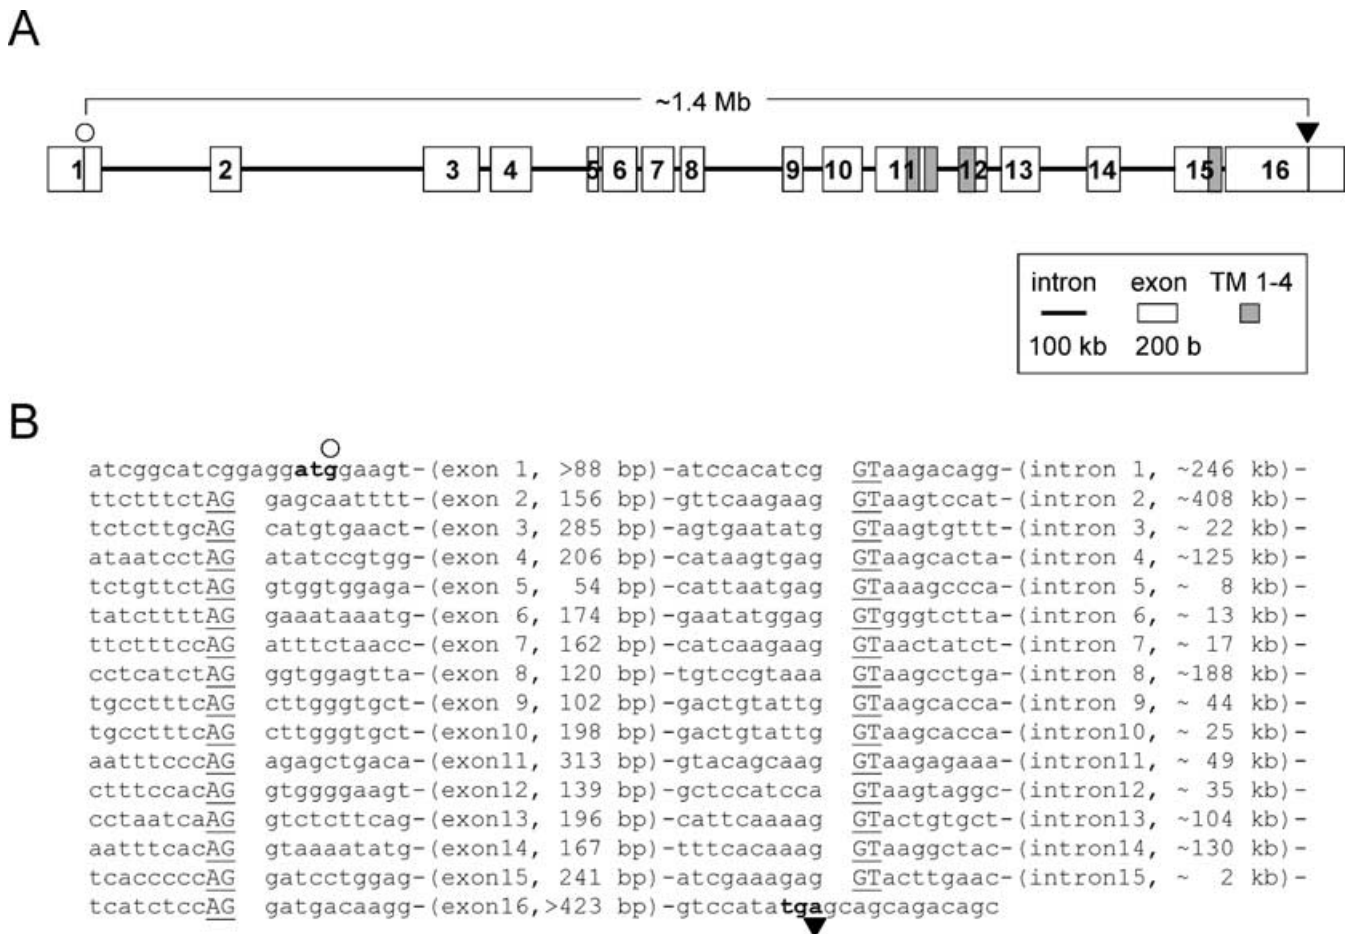 A
~1.4 Mb
1 2 3 4 5 6 7 8 9 10 11 12 13 14 15 16
intron exon TM 1-4
100 kb 200 b
B
atcggcatcggaggatggaagt-(exon 1, >88 bp)-atccacatcg GTaagacagg-(intron 1, ~246 kb)-
ttctttctAG gagcaatttt-(exon 2, 156 bp)-gttcaagaag GTaagtccat-(intron 2, ~408 kb)-
tctcttgcAG catgtgaact-(exon 3, 285 bp)-agtgaatatg GTaagtgttt-(intron 3, ~ 22 kb)-
ataatcctAG atatccgtgg-(exon 4, 206 bp)-cataagtgag GTaagcacta-(intron 4, ~125 kb)-
tctgttctAG gtggtggaga-(exon 5, 54 bp)-cattaatgag GTaaagccca-(intron 5, ~ 8 kb)-
tatcttttAG gaaataaatg-(exon 6, 174 bp)-gaatatggag GTgggtctta-(intron 6, ~ 13 kb)-
ttctttccAG atttctaacc-(exon 7, 162 bp)-catcaagaag GTaactatct-(intron 7, ~ 17 kb)-
cctcatctAG ggtggagtta-(exon 8, 120 bp)-tgtccgtaaa GTaagcctga-(intron 8, ~188 kb)-
tgcctttcAG cttgggtgct-(exon 9, 102 bp)-gactgtattg GTaagcacca-(intron 9, ~ 44 kb)-
tgcctttcAG cttgggtgct-(exon10, 198 bp)-gactgtattg GTaagcacca-(intron10, ~ 25 kb)-
aatttcccAG agagctgaca-(exon11, 313 bp)-gtacagcaag GTaagagaaa-(intron11, ~ 49 kb)-
ctttccacAG gtggggaagt-(exon12, 139 bp)-gctccatcca GTaagtaggc-(intron12, ~ 35 kb)-
cctaatcaAG gtctcttcag-(exon13, 196 bp)-cattcaaaag GTactgtgct-(intron13, ~104 kb)-
aatttcacAG gtaaaatatg-(exon14, 167 bp)-tttcacaaag GTaaggctac-(intron14, ~130 kb)-
tcacccccAG gatcctggag-(exon15, 241 bp)-atcgaaagag GTacttgaac-(intron15, ~ 2 kb)-
tcatctccAG gatgacaagg-(exon16,>423 bp)-gtccatatgagcagcagacagc